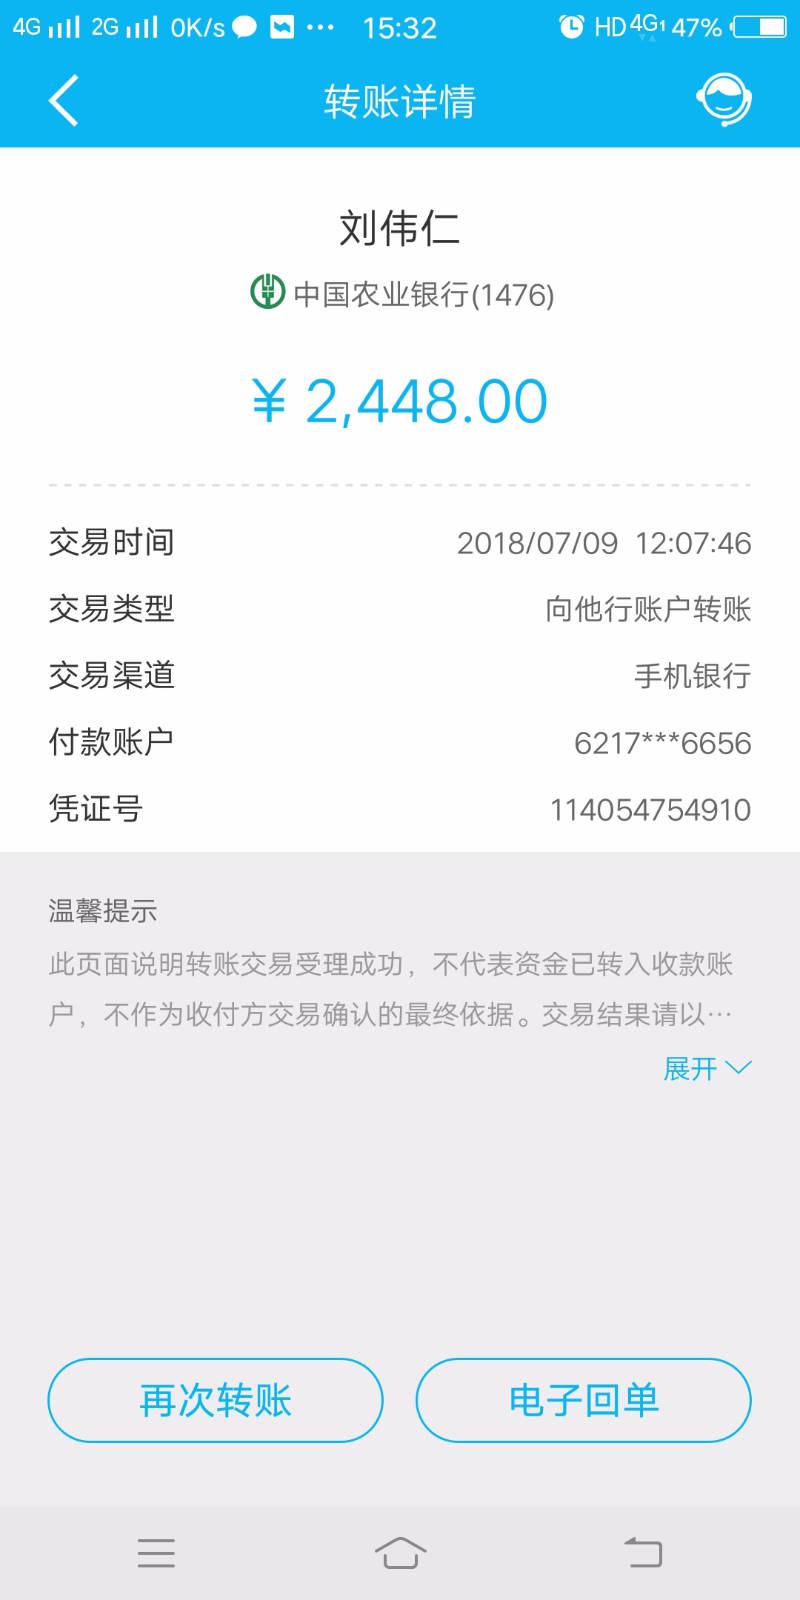 4G 2G 0K/s 15:32 HD 4G 1 47%
转账详情
刘伟仁
中国农业银行(1476)
¥ 2,448.00
交易时间 2018/07/09 12:07:46
交易类型 向他行账户转账
交易渠道 手机银行
付款账户 6217***6656
凭证号 114054754910
温馨提示
此页面说明转账交易受理成功，不代表资金已转入收款账
户，不作为收付方交易确认的最终依据。交易结果请以…
展开
再次转账 电子回单